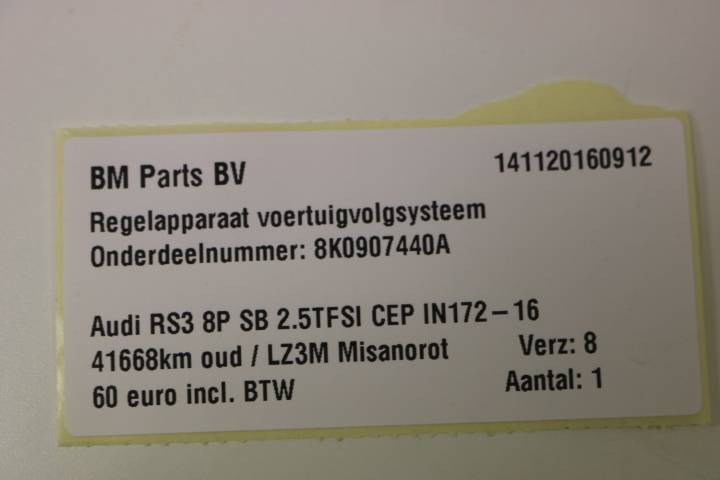 BM Parts BV 141120160912
Regelapparaat voertuigvolgsysteem
Onderdeelnummer: 8K0907440A
Audi RS3 8P SB 2.5TFSI CEP IN172-16
41668km oud / LZ3M Misanorot Verz: 8
60 euro incl. BTW Aantal: 1